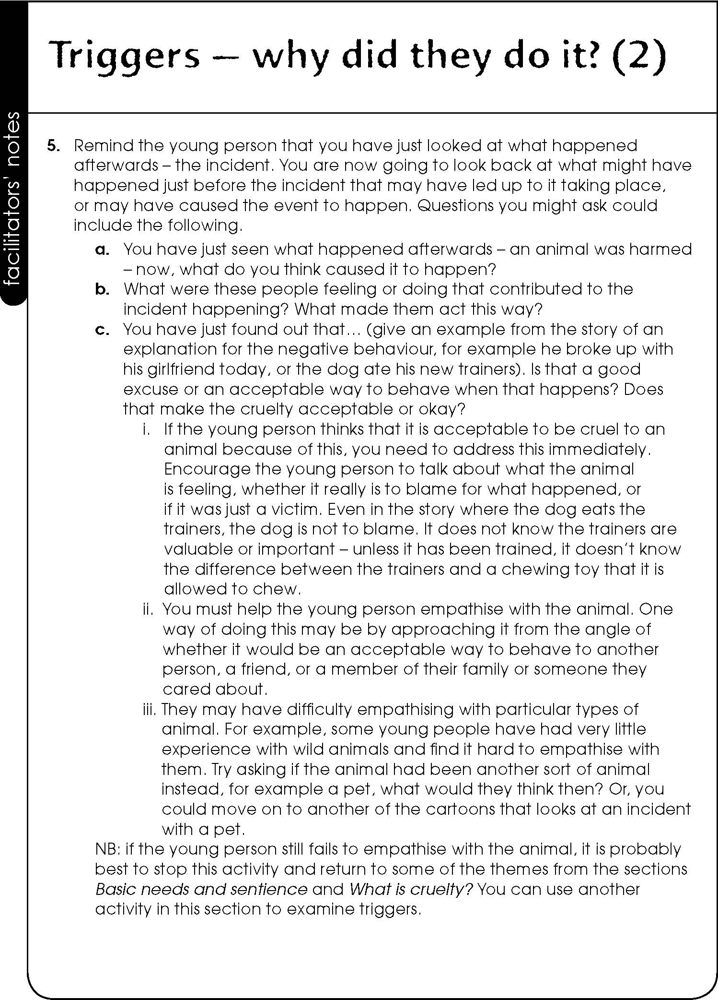 Triggers – why did they do it? (2)
facilitators' notes
5. Remind the young person that you have just looked at what happened
afterwards – the incident. You are now going to look back at what might have
happened just before the incident that may have led up to it taking place,
or may have caused the event to happen. Questions you might ask could
include the following.
a. You have just seen what happened afterwards – an animal was harmed
– now, what do you think caused it to happen?
b. What were these people feeling or doing that contributed to the
incident happening? What made them act this way?
c. You have just found out that… (give an example from the story of an
explanation for the negative behaviour, for example he broke up with
his girlfriend today, or the dog ate his new trainers). Is that a good
excuse or an acceptable way to behave when that happens? Does
that make the cruelty acceptable or okay?
i. If the young person thinks that it is acceptable to be cruel to an
animal because of this, you need to address this immediately.
Encourage the young person to talk about what the animal
is feeling, whether it really is to blame for what happened, or
if it was just a victim. Even in the story where the dog eats the
trainers, the dog is not to blame. It does not know the trainers are
valuable or important – unless it has been trained, it doesn't know
the difference between the trainers and a chewing toy that it is
allowed to chew.
ii. You must help the young person empathise with the animal. One
way of doing this may be by approaching it from the angle of
whether it would be an acceptable way to behave to another
person, a friend, or a member of their family or someone they
cared about.
iii. They may have difficulty empathising with particular types of
animal. For example, some young people have had very little
experience with wild animals and find it hard to empathise with
them. Try asking if the animal had been another sort of animal
instead, for example a pet, what would they think then? Or, you
could move on to another of the cartoons that looks at an incident
with a pet.
NB: if the young person still fails to empathise with the animal, it is probably
best to stop this activity and return to some of the themes from the sections
Basic needs and sentience and What is cruelty? You can use another
activity in this section to examine triggers.